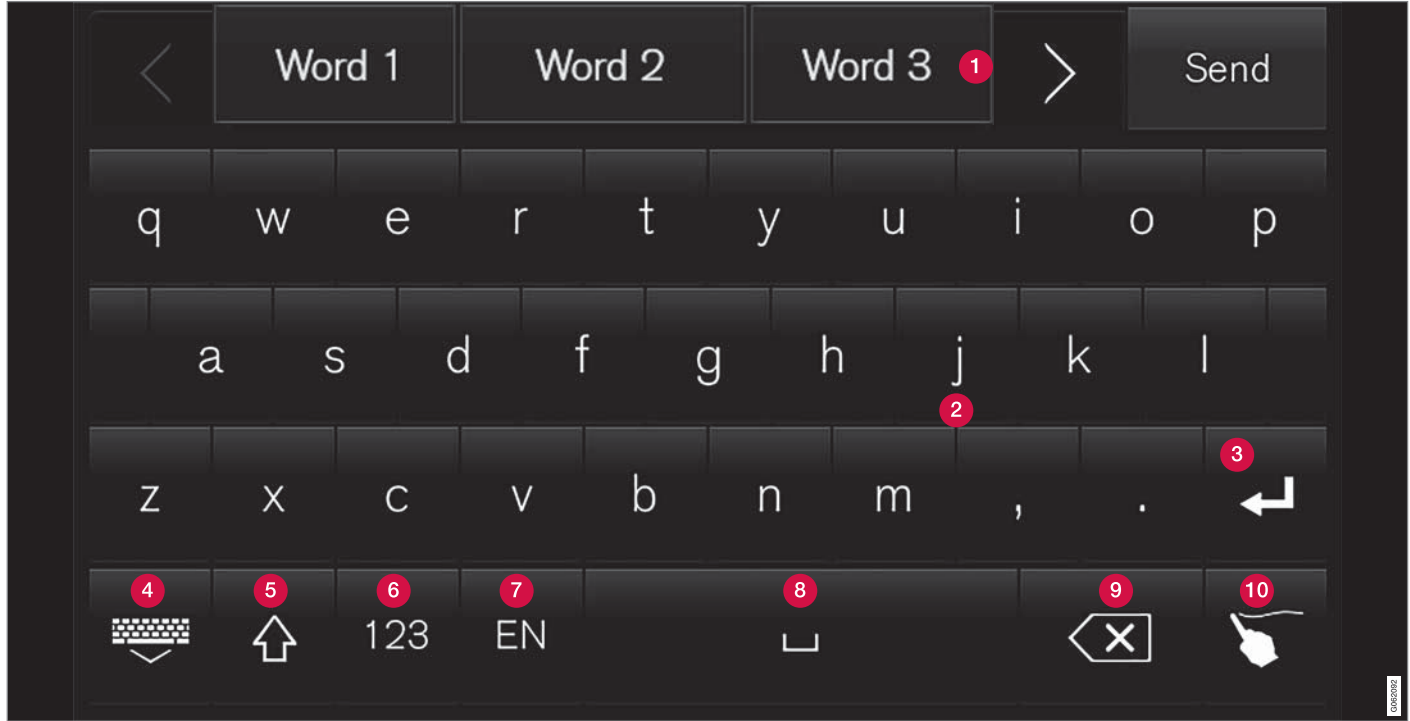 Word 1 Word 2 Word 3 1 Send
q w e r t y u i o p
a s d f g h j k l
2
z x c v b n m , . 3
4 5 6 7 8 9 10
123 EN
G062092